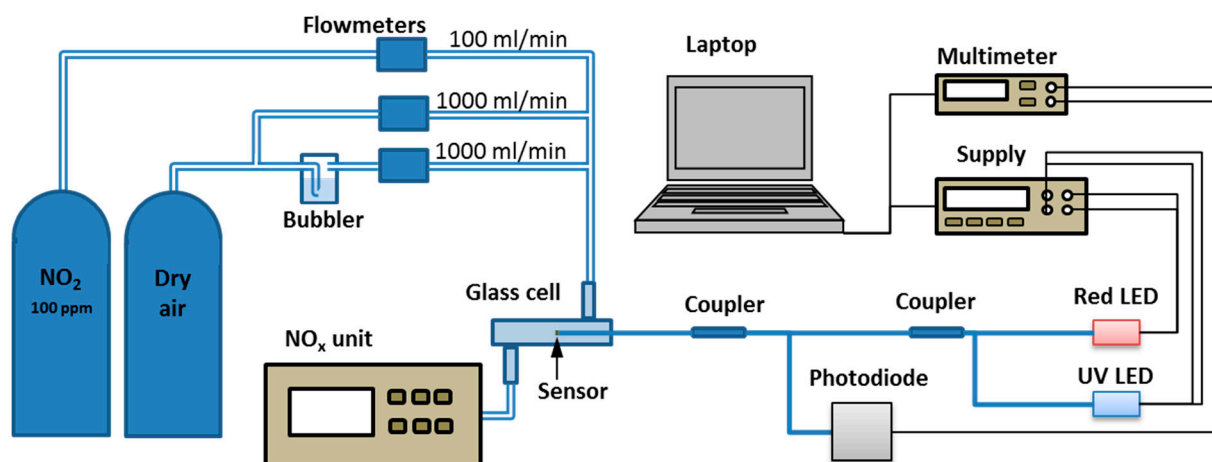 Flowmeters
100 ml/min
1000 ml/min
1000 ml/min
Bubbler
NO₂
100 ppm
Dry
air
Laptop
Multimeter
Supply
Glass cell
Coupler
Coupler
Red LED
NOₓ unit
Sensor
Photodiode
UV LED